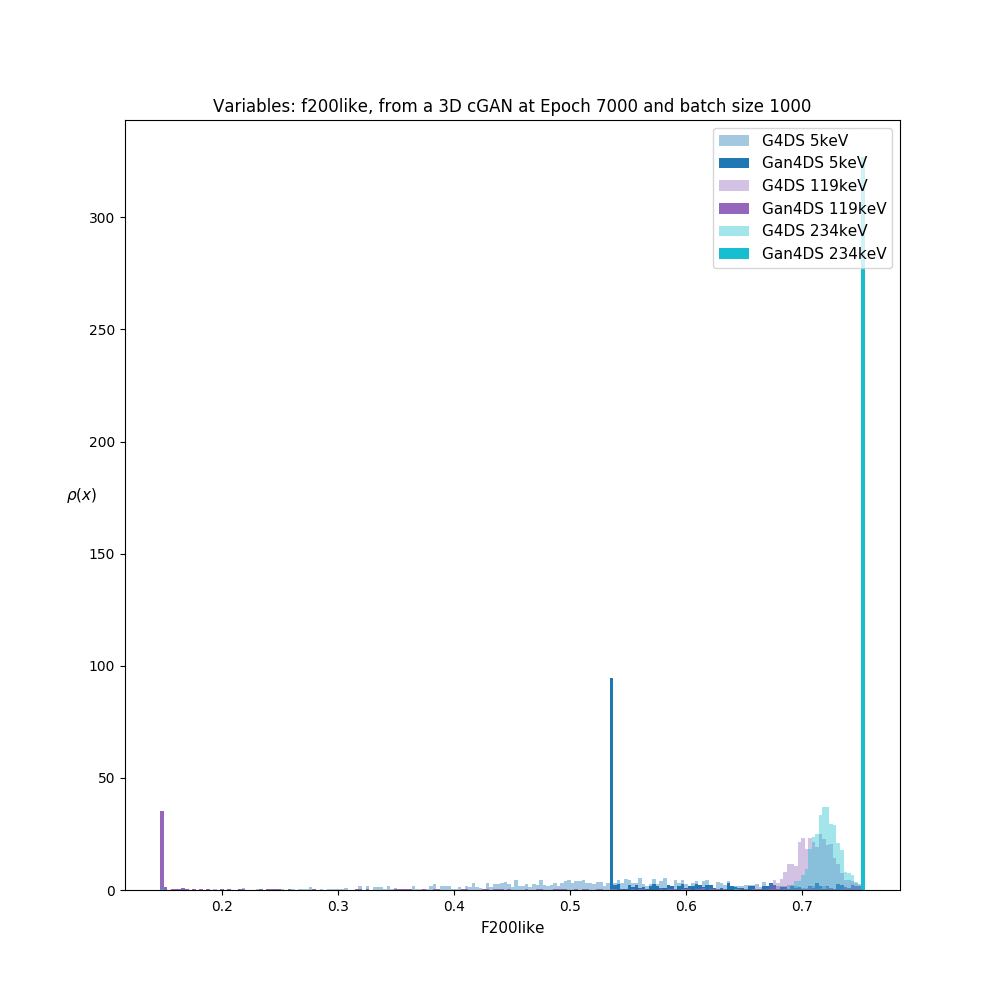 Variables: f200like, from a 3D cGAN at Epoch 7000 and batch size 1000
G4DS 5keV
Gan4DS 5keV
G4DS 119keV
Gan4DS 119keV
G4DS 234keV
Gan4DS 234keV
300
250
200
ρ(x)
150
100
50
0
0.2 0.3 0.4 0.5 0.6 0.7
F200like